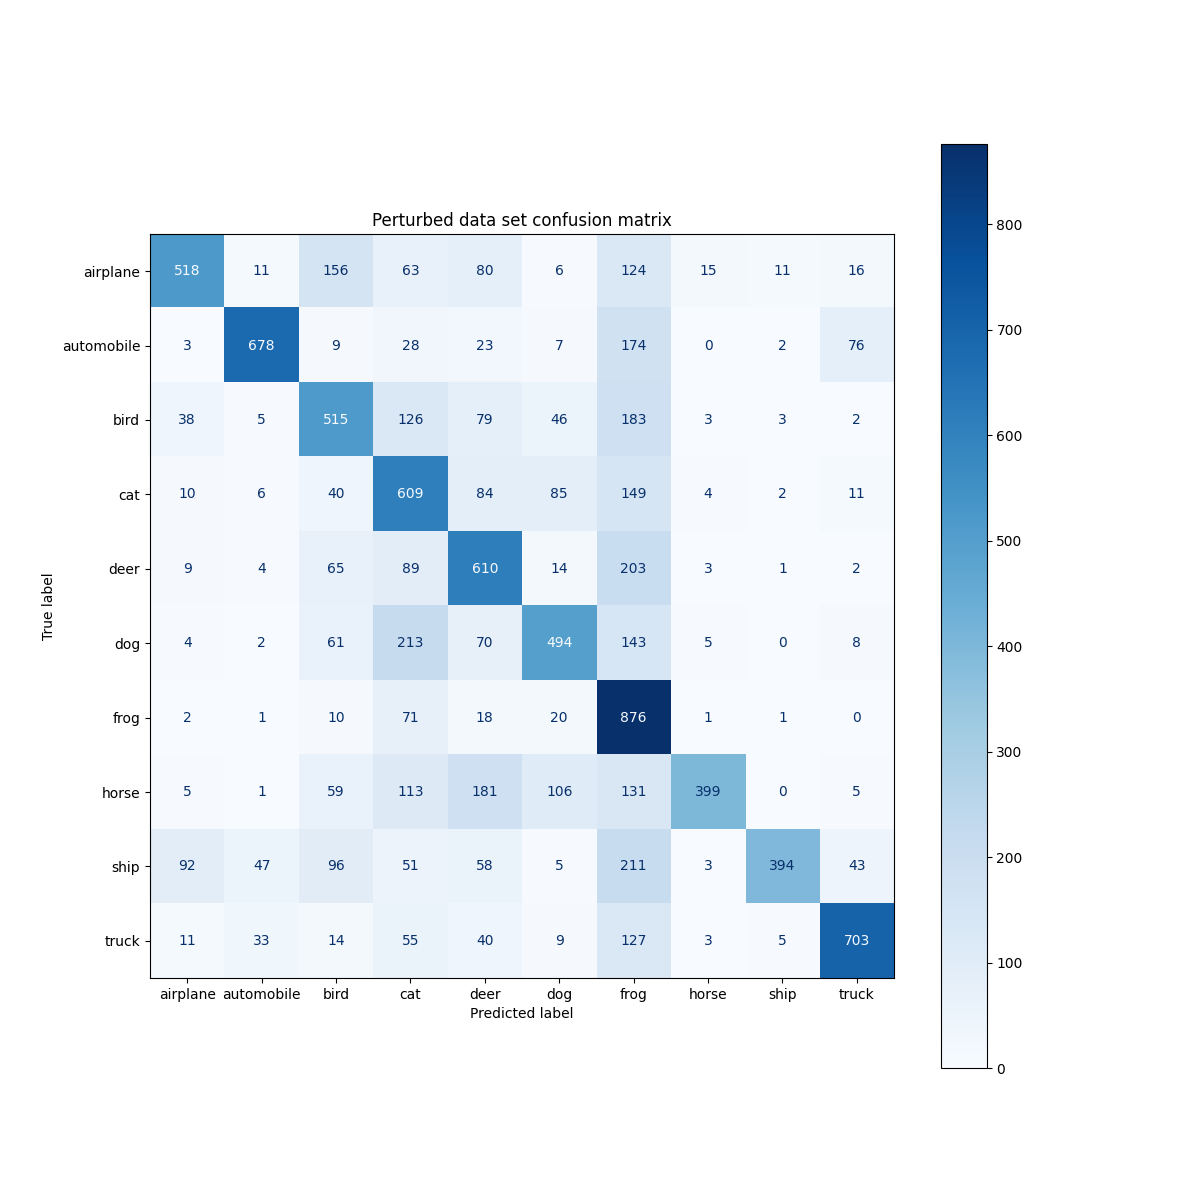 Perturbed data set confusion matrix
True label
airplane 518 11 156 63 80 6 124 15 11 16
automobile 3 678 9 28 23 7 174 0 2 76
bird 38 5 515 126 79 46 183 3 3 2
cat 10 6 40 609 84 85 149 4 2 11
deer 9 4 65 89 610 14 203 3 1 2
dog 4 2 61 213 70 494 143 5 0 8
frog 2 1 10 71 18 20 876 1 1 0
horse 5 1 59 113 181 106 131 399 0 5
ship 92 47 96 51 58 5 211 3 394 43
truck 11 33 14 55 40 9 127 3 5 703
airplane automobile bird cat deer dog frog horse ship truck
Predicted label
800
700
600
500
400
300
200
100
0